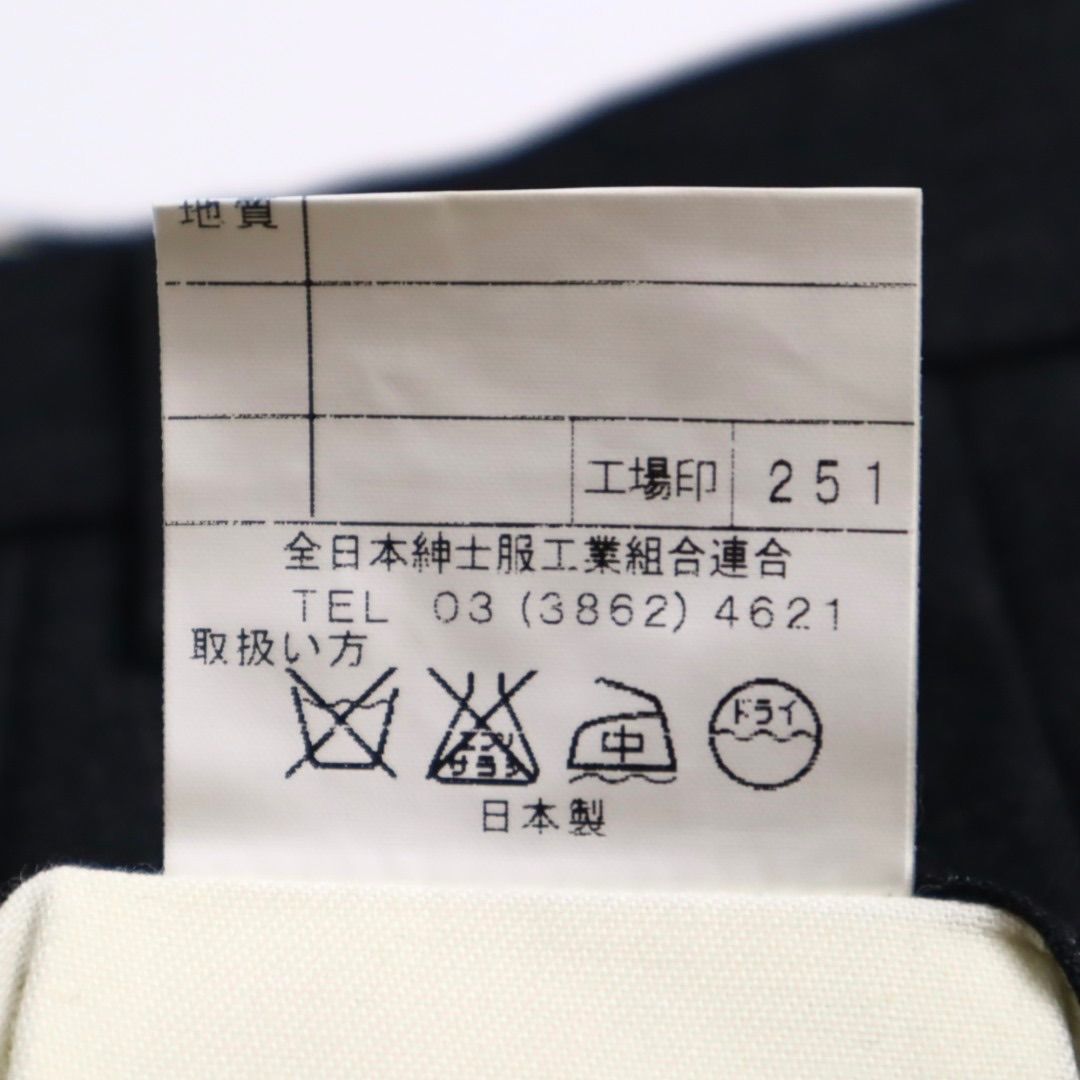 地質
工場印 251
全日本紳士服工業組合連合
TEL 03(3862)4621
取扱い方
エンソ
サラシ
中
ドライ
日本製